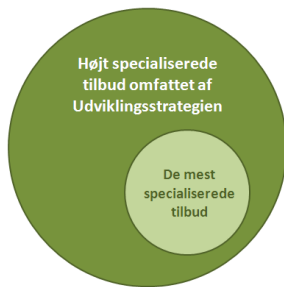 Højt specialiserede
tilbud omfattet af
Udviklingsstrategien
De mest
specialiserede
tilbud